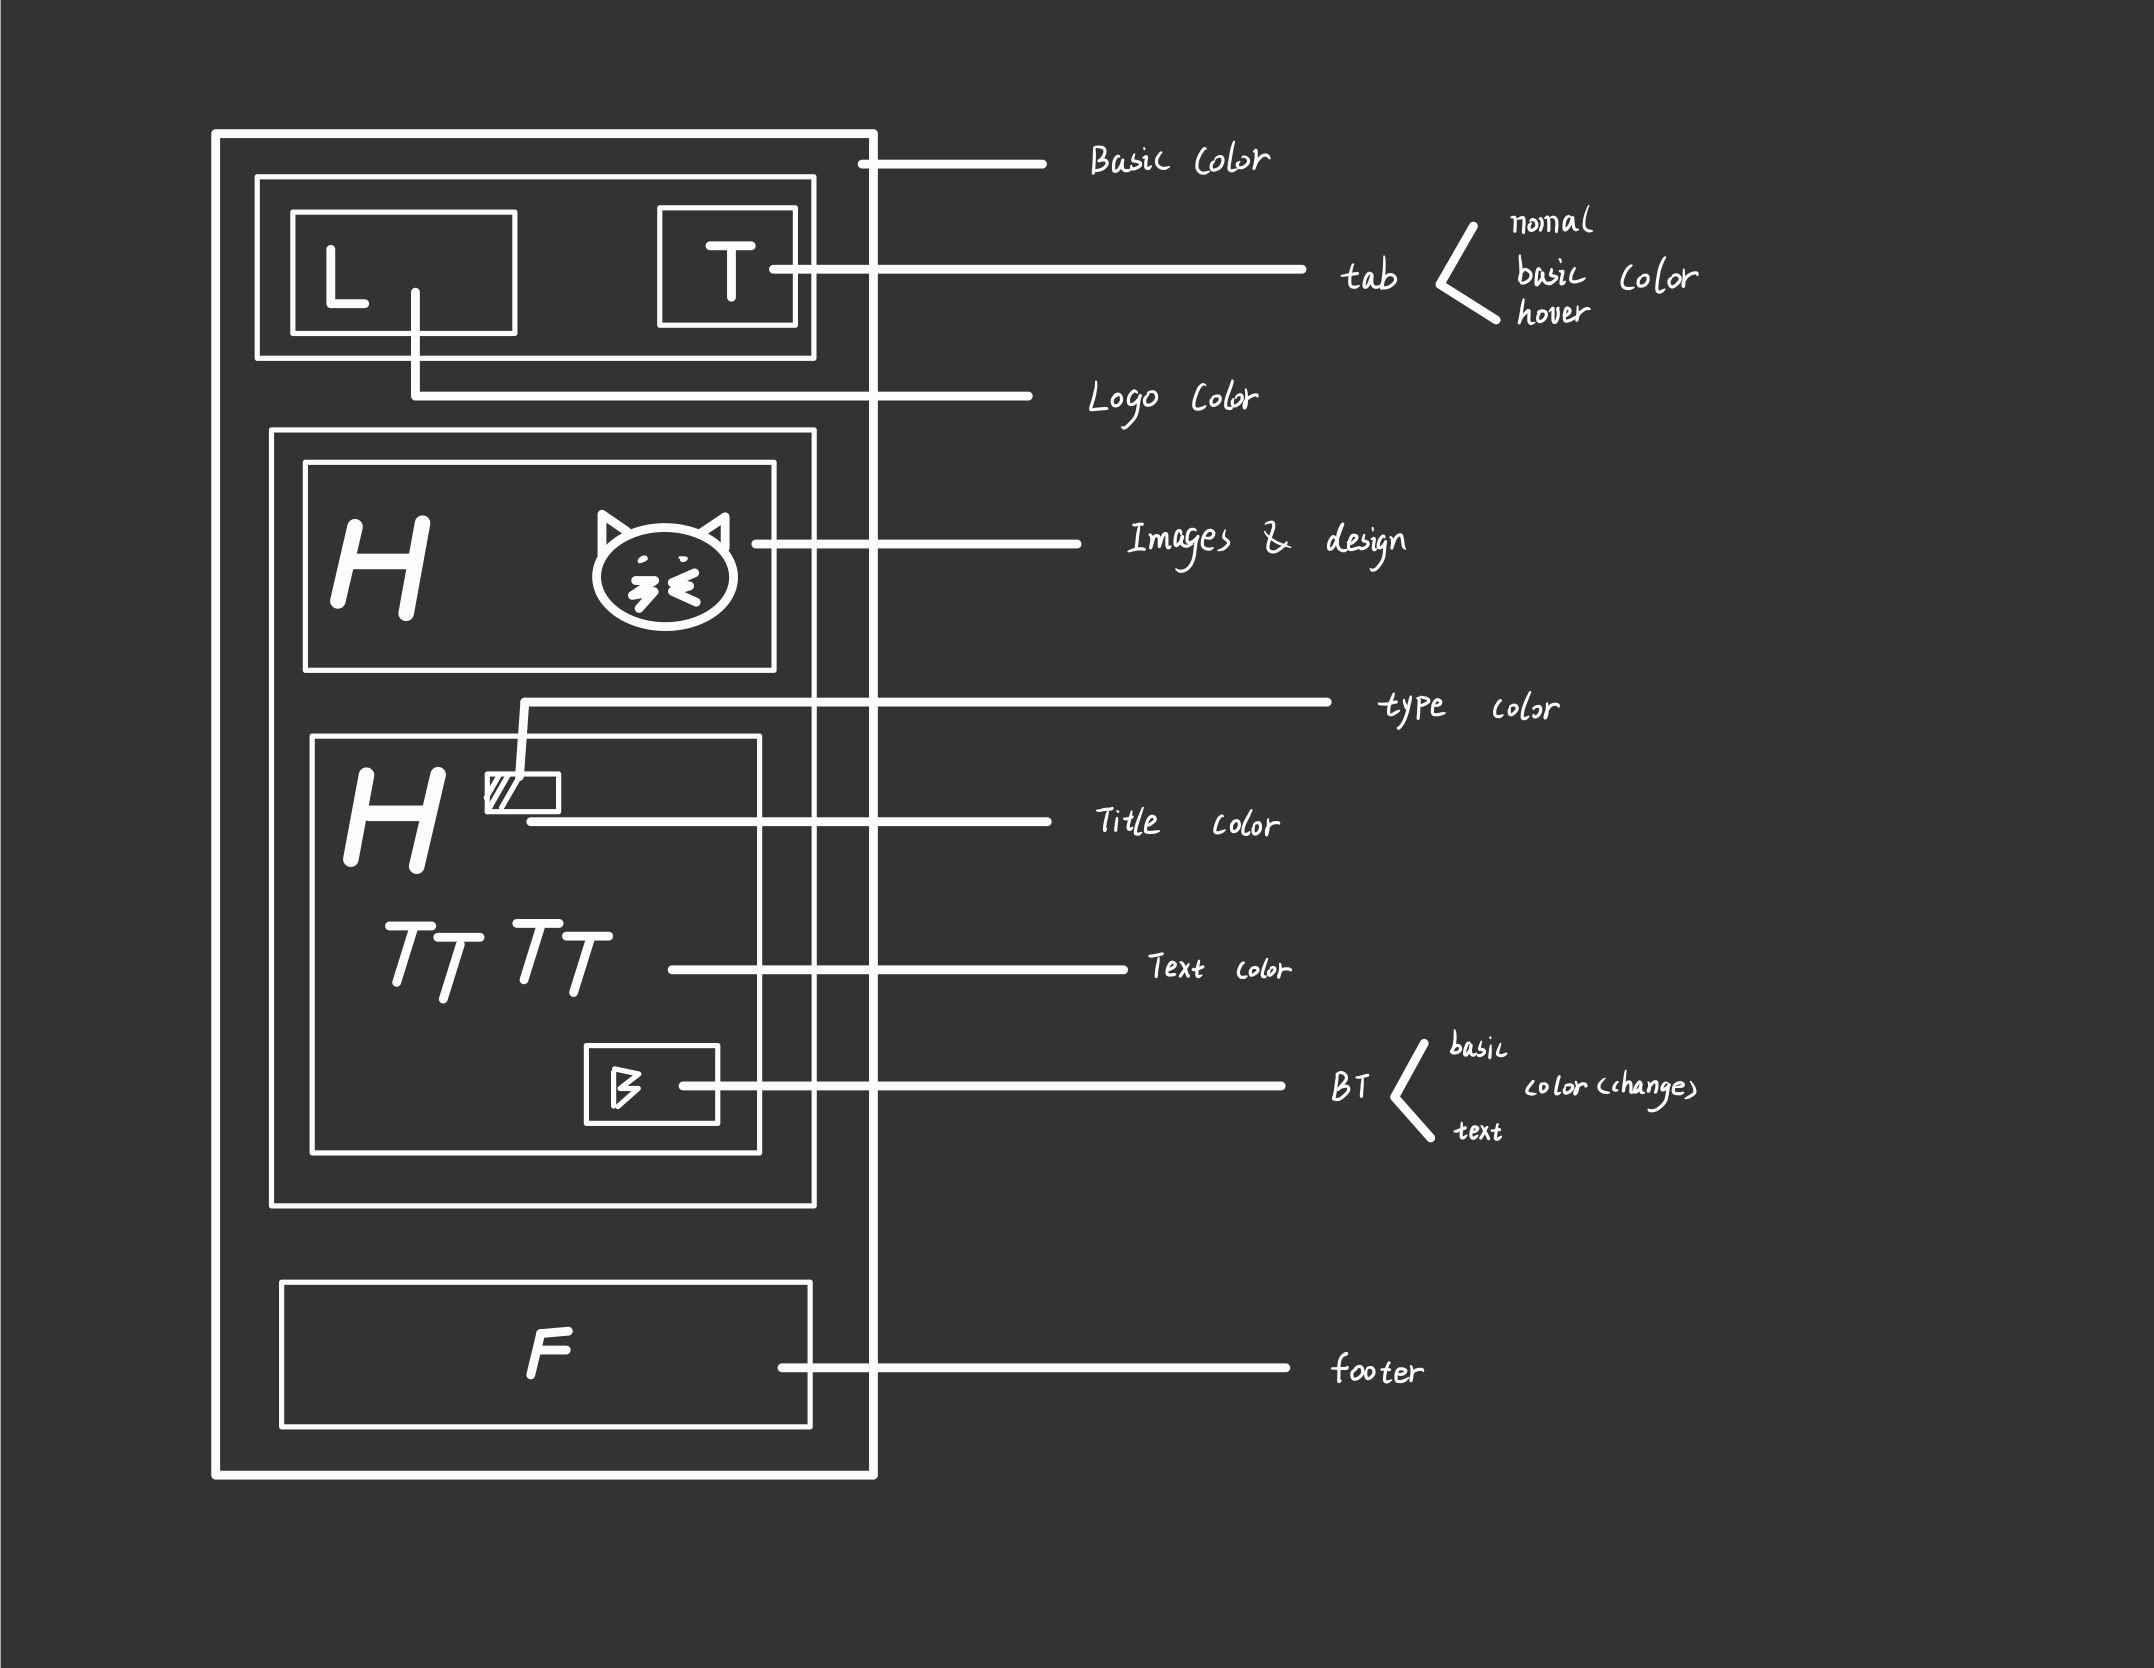 Basic Color
L
T
tab
nomal
basic
hover
Color
Logo Color
H
Images & design
type color
H
Title color
TT TT
Text color
B
BT
basic
text
color (change)
F
footer